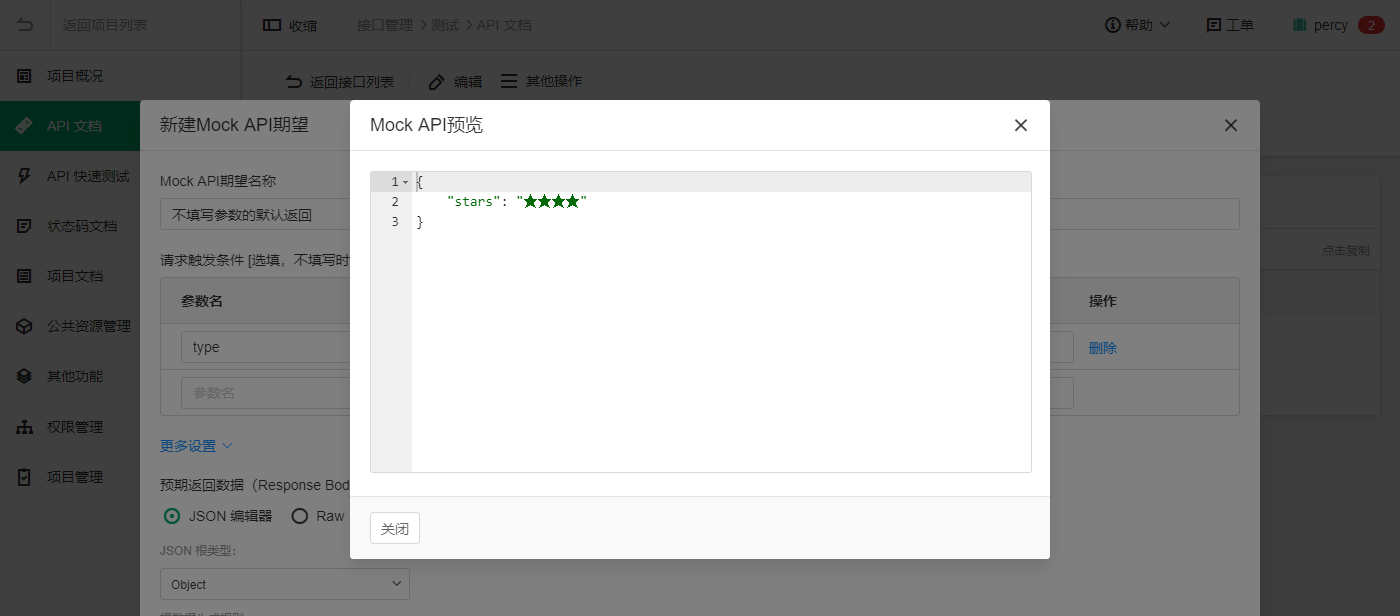 返回项目列表
收缩
接口管理 > 测试 > API 文档
帮助
工单
percy
2
项目概况
返回接口列表
编辑
其他操作
API 文档
新建Mock API期望
Mock API预览
API 快速测试
Mock API期望名称
1
{
2
"stars": "★★★★"
不填写参数的默认返回
3
}
状态码文档
请求触发条件 [选填，不填写时
点击复制
项目文档
参数名
操作
公共资源管理
type
删除
其他功能
参数名
权限管理
更多设置
项目管理
预期返回数据（Response Bod
JSON 编辑器
Raw
关闭
JSON 根类型:
Object